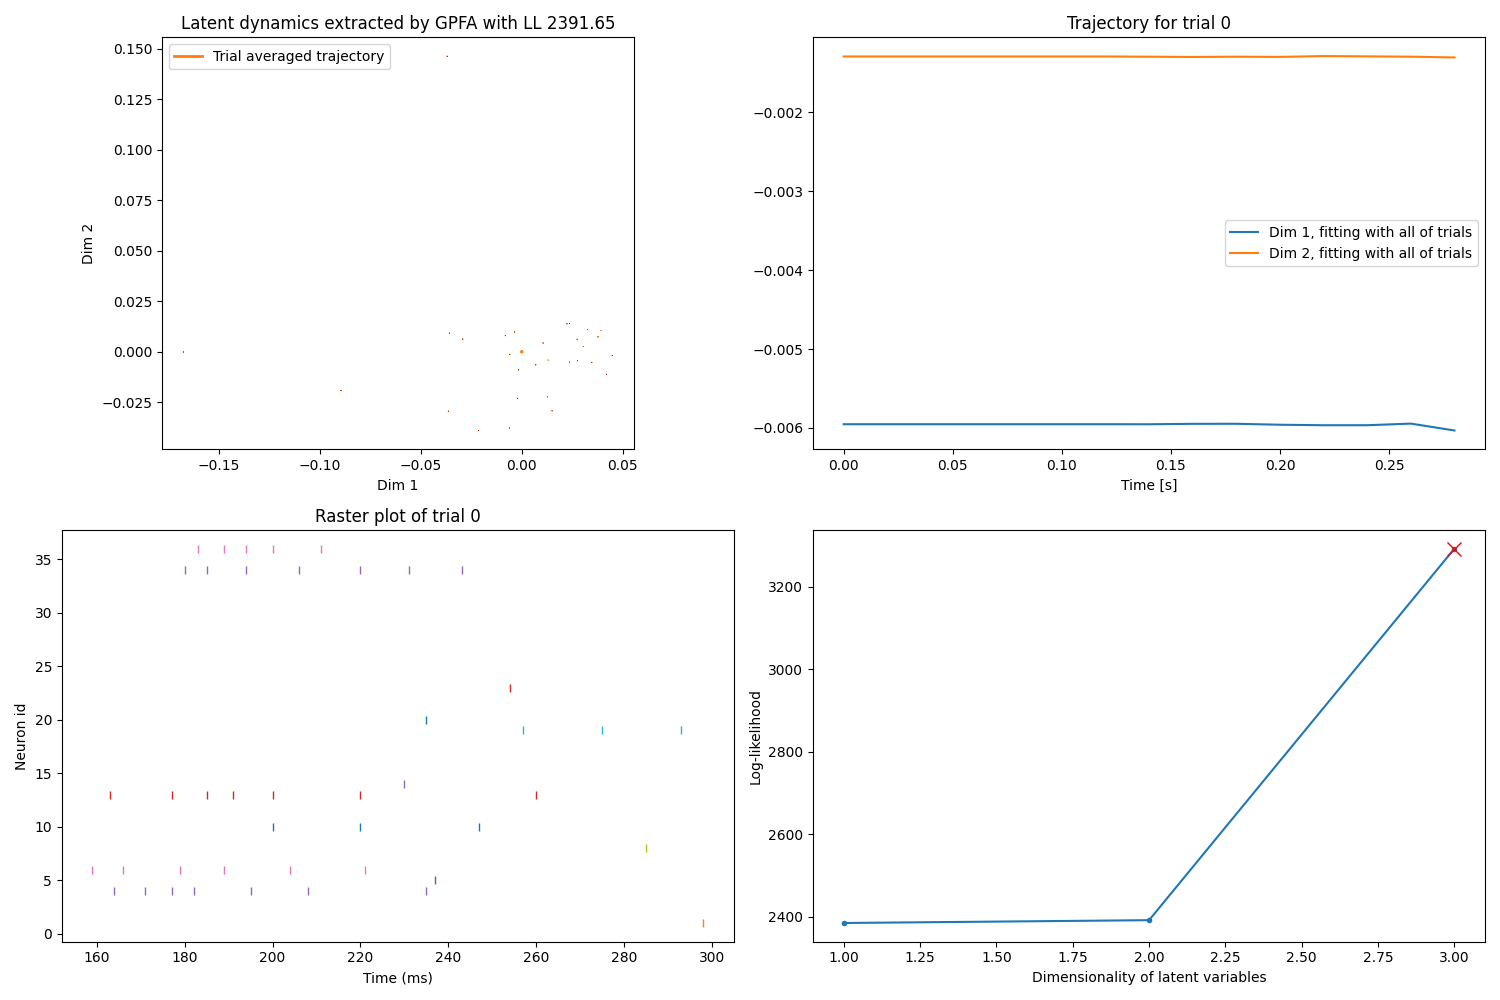 Latent dynamics extracted by GPFA with LL 2391.65
Trial averaged trajectory
0.150
0.125
0.100
0.075
0.050
0.025
0.000
−0.025
Dim 2
−0.15 −0.10 −0.05 0.00 0.05
Dim 1
Trajectory for trial 0
−0.002
−0.003
−0.004
−0.005
−0.006
Dim 1, fitting with all of trials
Dim 2, fitting with all of trials
0.00 0.05 0.10 0.15 0.20 0.25
Time [s]
Raster plot of trial 0
35
30
25
20
15
10
5
0
Neuron id
160 180 200 220 240 260 280 300
Time (ms)
3200
3000
2800
2600
2400
Log-likelihood
1.00 1.25 1.50 1.75 2.00 2.25 2.50 2.75 3.00
Dimensionality of latent variables